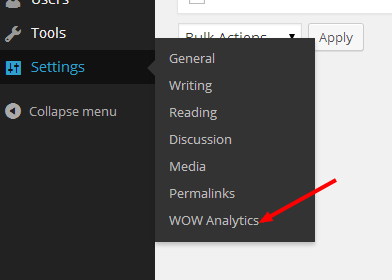 Users
Tools
Bulk Actions
Apply
Settings
General
Writing
Reading
Discussion
Media
Permalinks
WOW Analytics
Collapse menu